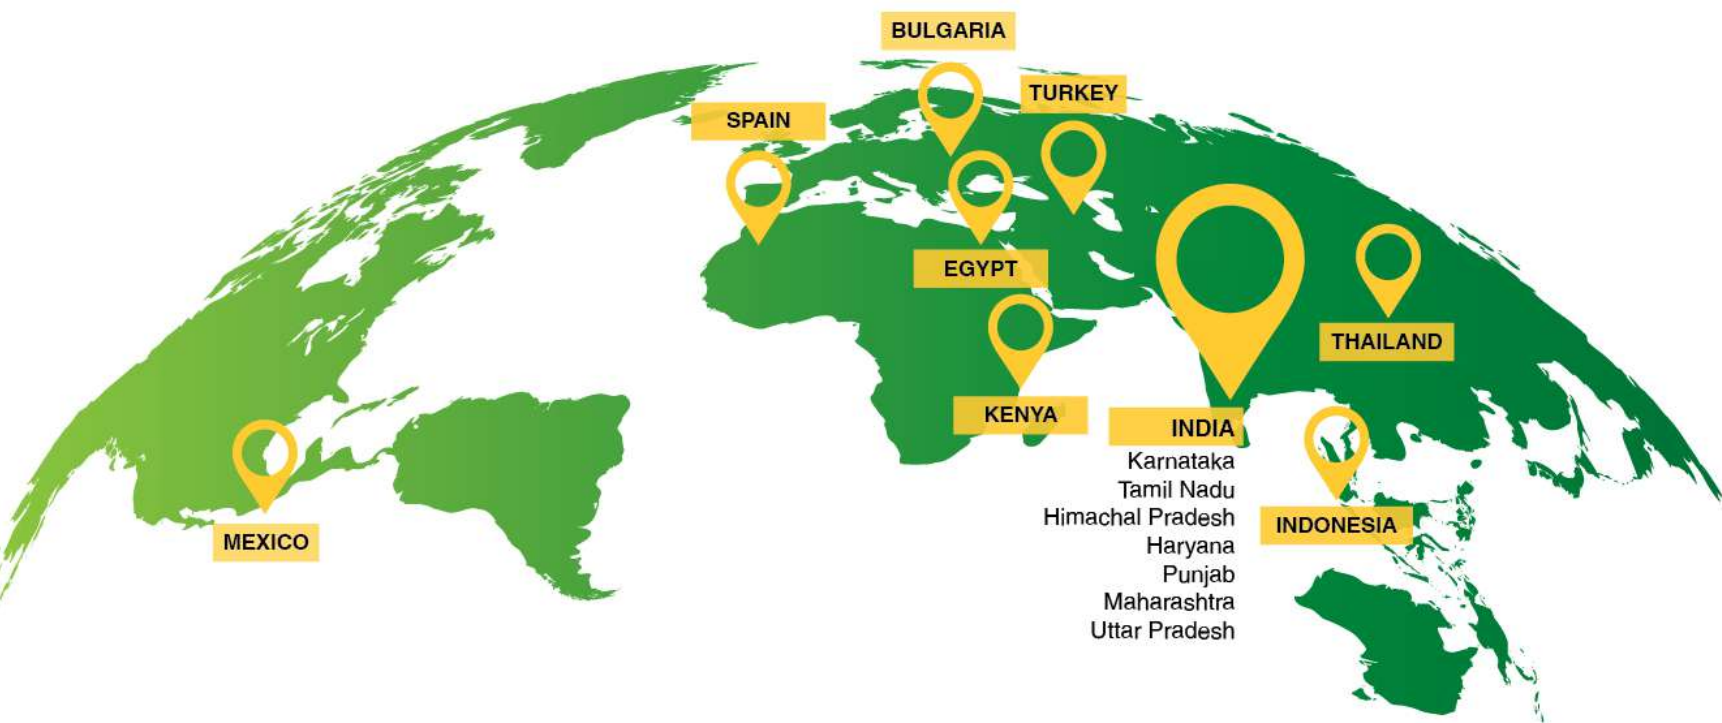 BULGARIA
TURKEY
SPAIN
EGYPT
THAILAND
KENYA
INDIA
Karnataka
Tamil Nadu
Himachal Pradesh
Haryana
Punjab
Maharashtra
Uttar Pradesh
INDONESIA
MEXICO